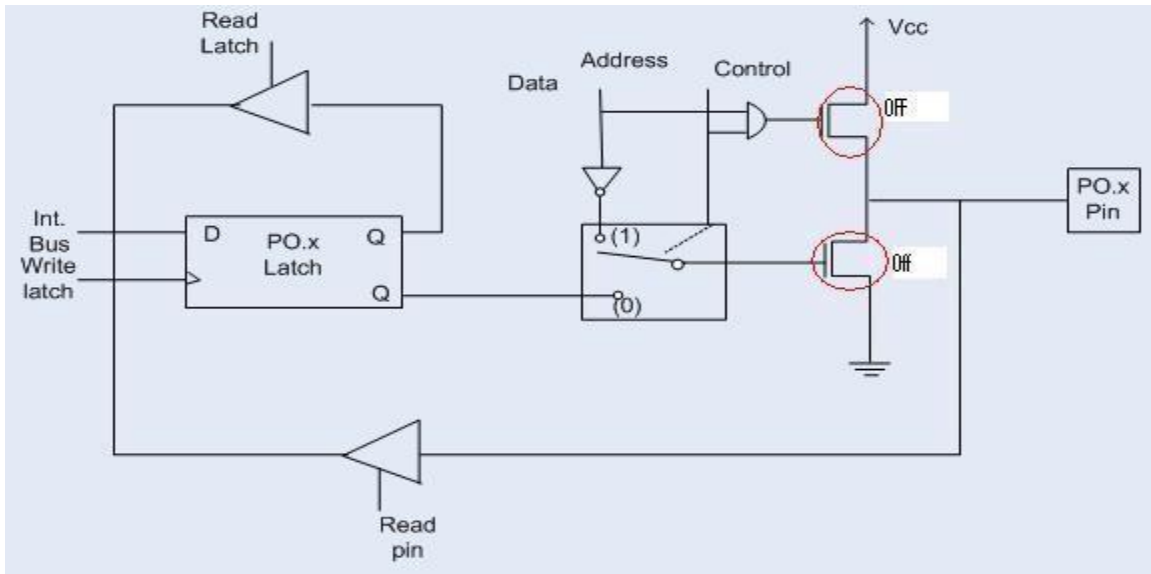 Read
Latch
Vcc
Address
Control
Data
OFF
PO.x
Pin
Int.
Bus
Write
latch
D
PO.x
Latch
Q
Q
(1)
(0)
Off
Read
pin